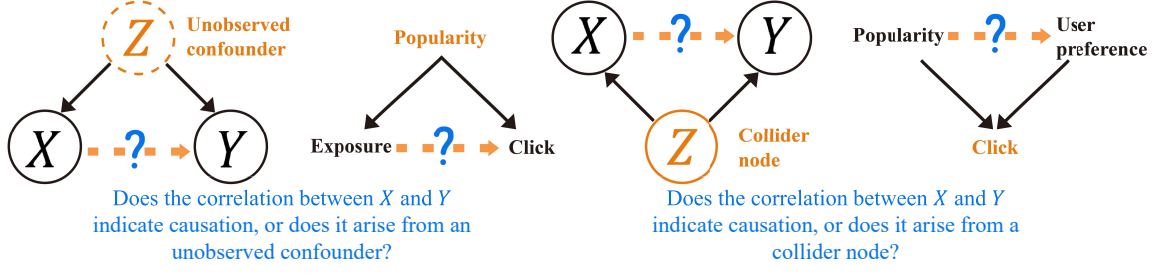 Z
Unobserved
confounder
X
?
Y
Popularity
Exposure
?
Click
Does the correlation between X and Y
indicate causation, or does it arise from an
unobserved confounder?
X
?
Y
Z
Collider
node
Popularity
?
User
preference
Click
Does the correlation between X and Y
indicate causation, or does it arise from a
collider node?